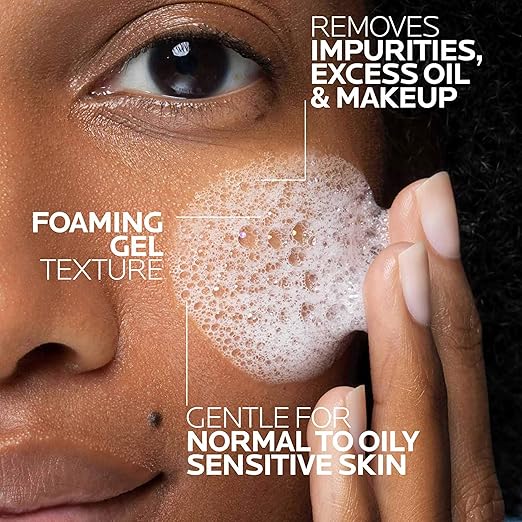 REMOVES
IMPURITIES,
EXCESS OIL
& MAKEUP
FOAMING
GEL
TEXTURE
GENTLE FOR
NORMAL TO OILY
SENSITIVE SKIN